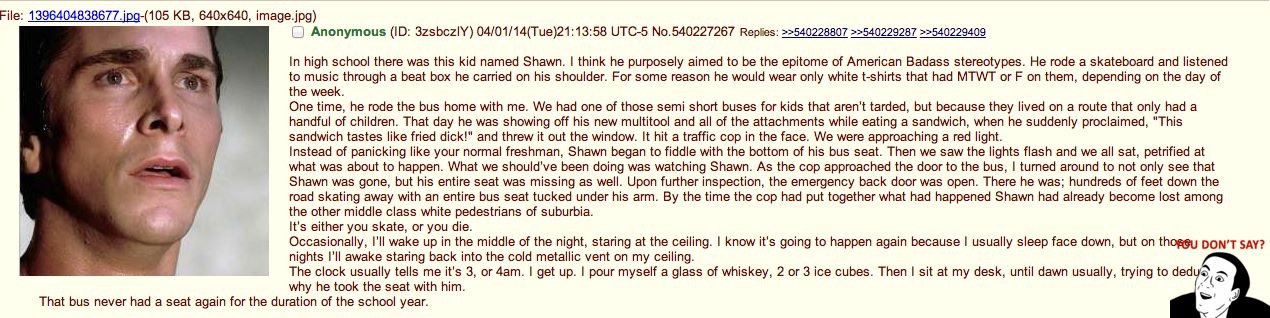 File: 1396404838677.jpg-(105 KB, 640x640, image.jpg)
Anonymous (ID: 3zsbczlY) 04/01/14(Tue)21:13:58 UTC-5 No.540227267 Replies: >>540228807 >>540229287 >>540229409
In high school there was this kid named Shawn. I think he purposely aimed to be the epitome of American Badass stereotypes. He rode a skateboard and listened
to music through a beat box he carried on his shoulder. For some reason he would wear only white t-shirts that had MTWT or F on them, depending on the day of
the week.
One time, he rode the bus home with me. We had one of those semi short buses for kids that aren't tarded, but because they lived on a route that only had a
handful of children. That day he was showing off his new multitool and all of the attachments while eating a sandwich, when he suddenly proclaimed, "This
sandwich tastes like fried dick!" and threw it out the window. It hit a traffic cop in the face. We were approaching a red light.
Instead of panicking like your normal freshman, Shawn began to fiddle with the bottom of his bus seat. Then we saw the lights flash and we all sat, petrified at
what was about to happen. What we should've been doing was watching Shawn. As the cop approached the door to the bus, I turned around to not only see that
Shawn was gone, but his entire seat was missing as well. Upon further inspection, the emergency back door was open. There he was; hundreds of feet down the
road skating away with an entire bus seat tucked under his arm. By the time the cop had put together what had happened Shawn had already become lost among
the other middle class white pedestrians of suburbia.
It's either you skate, or you die.
Occasionally, I'll wake up in the middle of the night, staring at the ceiling. I know it's going to happen again because I usually sleep face down, but on those
YOU DON'T SAY?
nights I'll awake staring back into the cold metallic vent on my ceiling.
The clock usually tells me it's 3, or 4am. I get up. I pour myself a glass of whiskey, 2 or 3 ice cubes. Then I sit at my desk, until dawn usually, trying to dedu
why he took the seat with him.
That bus never had a seat again for the duration of the school year.